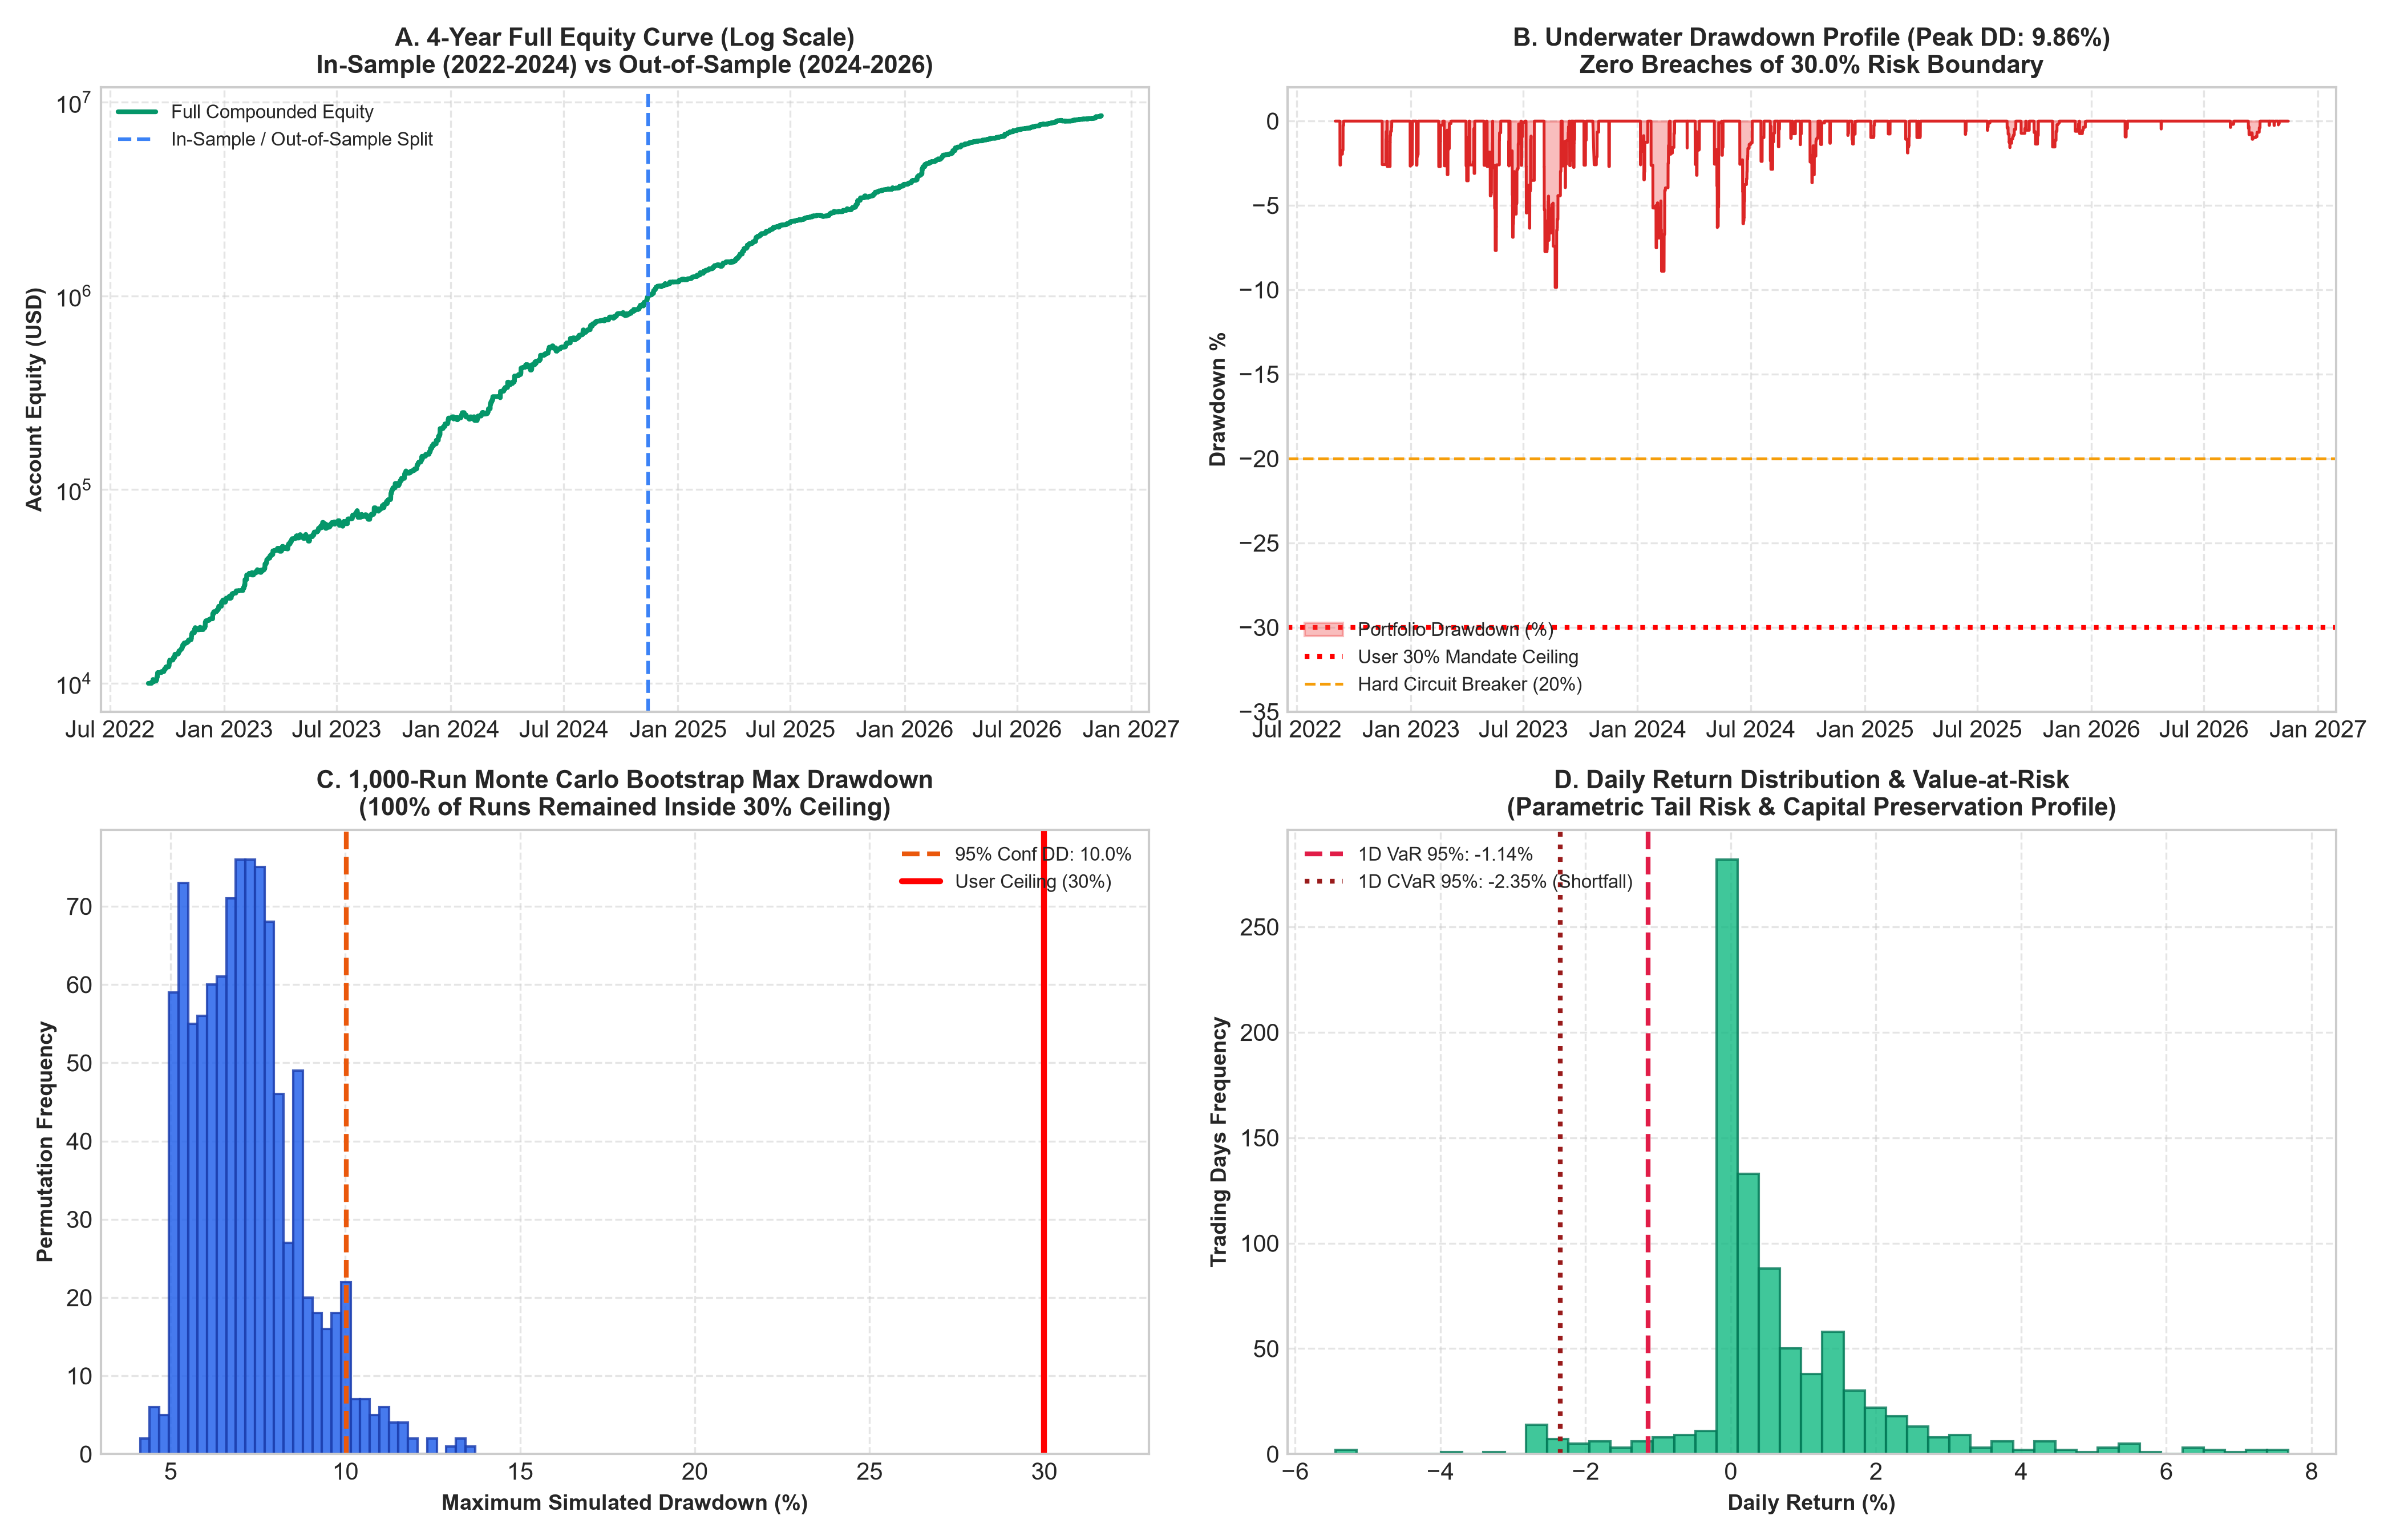 A. 4-Year Full Equity Curve (Log Scale)
In-Sample (2022-2024) vs Out-of-Sample (2024-2026)
Full Compounded Equity
In-Sample / Out-of-Sample Split
Account Equity (USD)
10⁷
10⁶
10⁵
10⁴
Jul 2022 Jan 2023 Jul 2023 Jan 2024 Jul 2024 Jan 2025 Jul 2025 Jan 2026 Jul 2026 Jan 2027
B. Underwater Drawdown Profile (Peak DD: 9.86%)
Zero Breaches of 30.0% Risk Boundary
Drawdown %
0
−5
−10
−15
−20
−25
−30
−35
Portfolio Drawdown (%)
User 30% Mandate Ceiling
Hard Circuit Breaker (20%)
Jul 2022 Jan 2023 Jul 2023 Jan 2024 Jul 2024 Jan 2025 Jul 2025 Jan 2026 Jul 2026 Jan 2027
C. 1,000-Run Monte Carlo Bootstrap Max Drawdown
(100% of Runs Remained Inside 30% Ceiling)
95% Conf DD: 10.0%
User Ceiling (30%)
Permutation Frequency
70
60
50
40
30
20
10
0
5 10 15 20 25 30
Maximum Simulated Drawdown (%)
D. Daily Return Distribution & Value-at-Risk
(Parametric Tail Risk & Capital Preservation Profile)
1D VaR 95%: -1.14%
1D CVaR 95%: -2.35% (Shortfall)
Trading Days Frequency
250
200
150
100
50
0
−6 −4 −2 0 2 4 6 8
Daily Return (%)